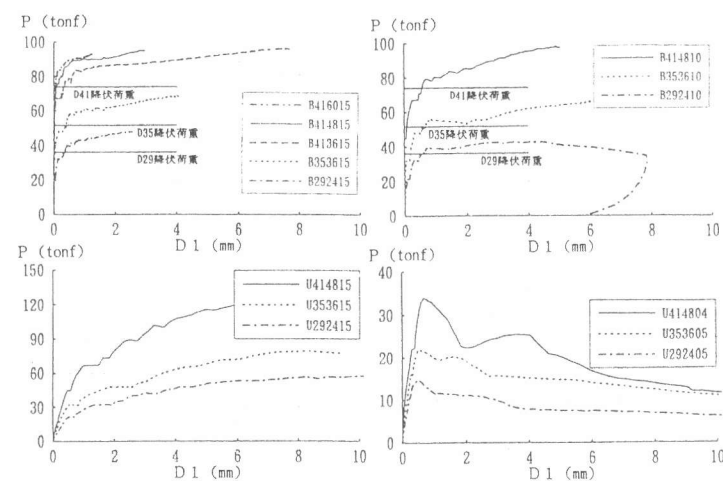 P (tonf)
100
80
60
40
20
0
D41降伏荷重
D35降伏荷重
D29降伏荷重
B416015
B414815
B413615
B353615
B292415
0 2 4 6 8 10
D 1 (mm)
P (tonf)
100
80
60
40
20
0
D41降伏荷重
D35降伏荷重
D29降伏荷重
B414810
B353610
B292410
0 2 4 6 8 10
D 1 (mm)
P (tonf)
150
120
90
60
30
0
U414815
U353615
U292415
0 2 4 6 8 10
D 1 (mm)
P (tonf)
40
30
20
10
0
U414804
U353605
U292405
0 2 4 6 8 10
D 1 (mm)